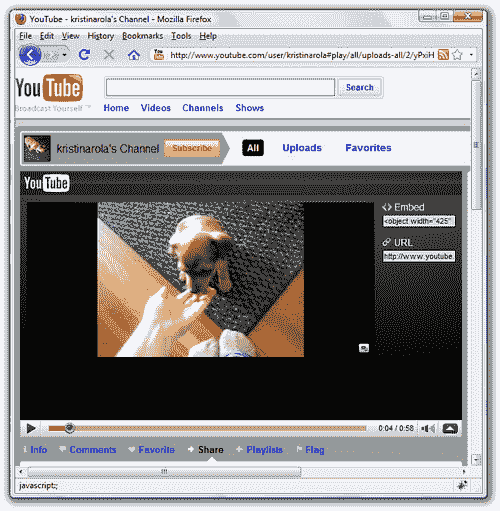 YouTube - kristinarola's Channel - Mozilla Firefox
File Edit View History Bookmarks Tools Help
http://www.youtube.com/user/kristinarola#play/all/uploads-all/2/yPxiH
YouTube
Broadcast Yourself ™
Search
Home Videos Channels Shows
kristinarola's Channel Subscribe All Uploads Favorites
YouTube
Embed
<object width="425"
URL
http://www.youtube.
0:04 / 0:58
Info Comments Favorite Share Playlists Flag
javascript:;